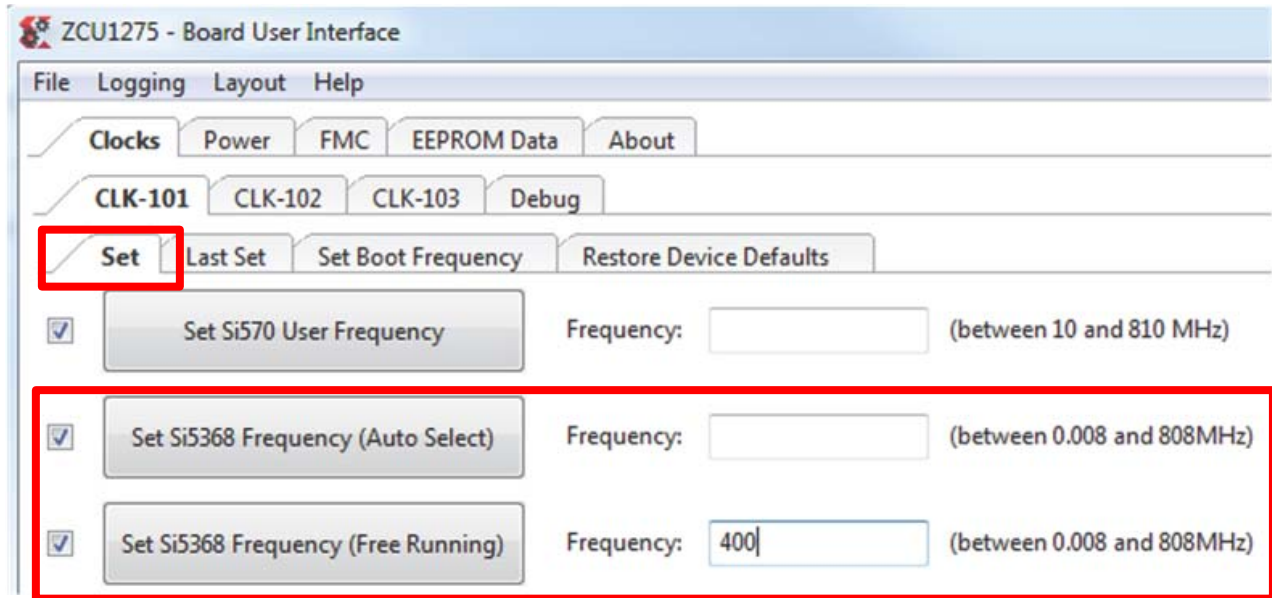 ZCU1275 - Board User Interface
File Logging Layout Help
Clocks Power FMC EEPROM Data About
CLK-101 CLK-102 CLK-103 Debug
Set Last Set Set Boot Frequency Restore Device Defaults
Set Si570 User Frequency Frequency: (between 10 and 810 MHz)
Set Si5368 Frequency (Auto Select) Frequency: (between 0.008 and 808MHz)
Set Si5368 Frequency (Free Running) Frequency: 400 (between 0.008 and 808MHz)